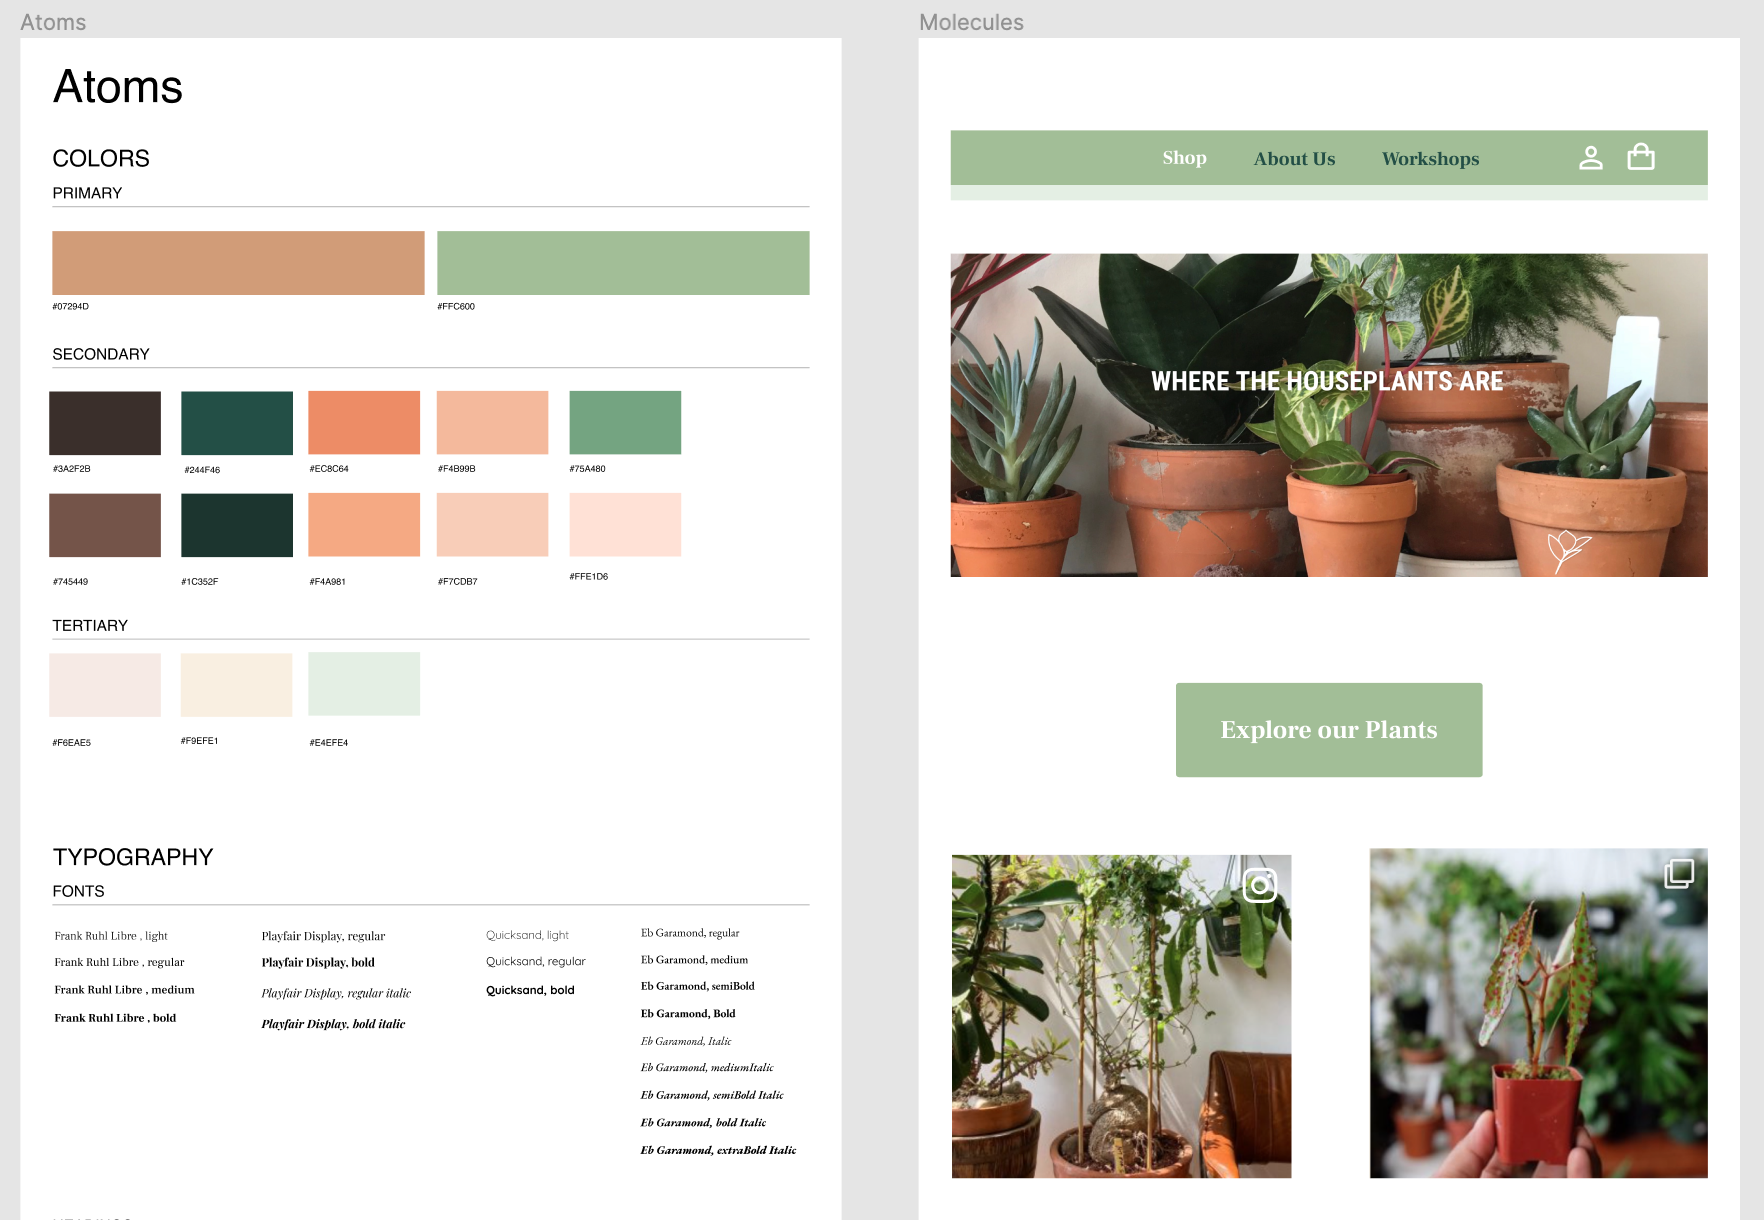 Atoms
Atoms
COLORS
PRIMARY
#07294D
#FFC600
SECONDARY
#3A2F2B
#244F46
#EC8C64
#F4B99B
#75A480
#745449
#1C352F
#F4A981
#F7CDB7
#FFE1D6
TERTIARY
#F6EAE5
#F9EFE1
#E4EFE4
TYPOGRAPHY
FONTS
Frank Ruhl Libre , light
Frank Ruhl Libre , regular
Frank Ruhl Libre , medium
Frank Ruhl Libre , bold
Playfair Display, regular
Playfair Display, bold
Playfair Display, regular italic
Playfair Display, bold italic
Quicksand, light
Quicksand, regular
Quicksand, bold
Eb Garamond, regular
Eb Garamond, medium
Eb Garamond, semiBold
Eb Garamond, Bold
Eb Garamond, Italic
Eb Garamond, mediumItalic
Eb Garamond, semiBold Italic
Eb Garamond, bold Italic
Eb Garamond, extraBold Italic
Molecules
Shop
About Us
Workshops
WHERE THE HOUSEPLANTS ARE
Explore our Plants